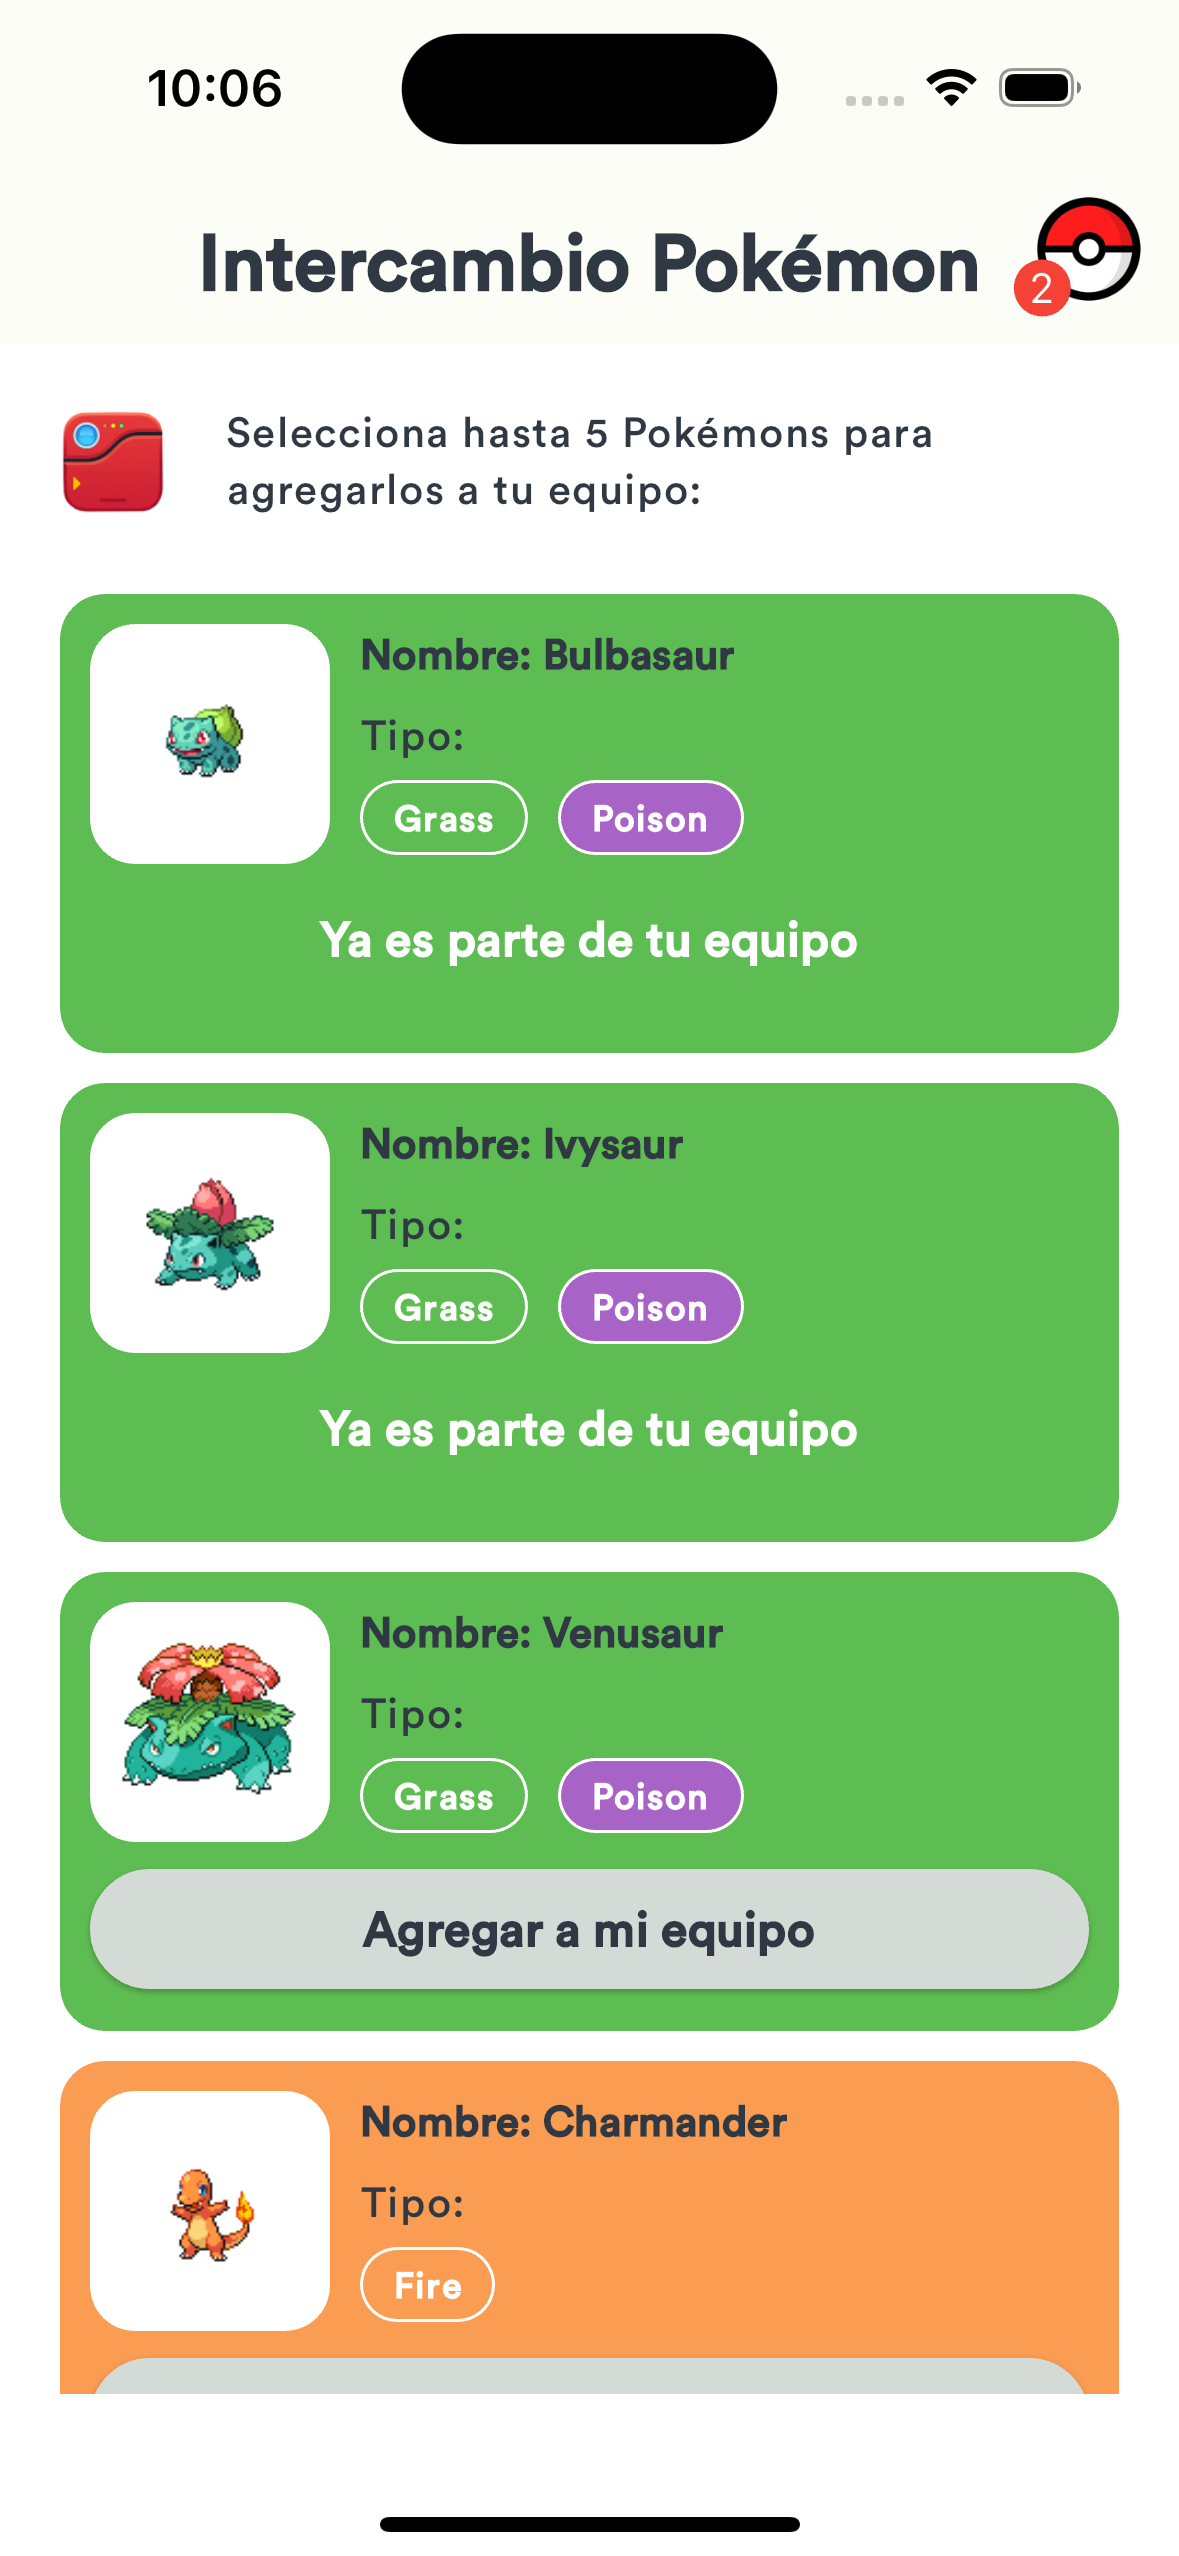 10:06
Intercambio Pokémon
2
Selecciona hasta 5 Pokémons para
agregarlos a tu equipo:
Nombre: Bulbasaur
Tipo:
Grass Poison
Ya es parte de tu equipo
Nombre: Ivysaur
Tipo:
Grass Poison
Ya es parte de tu equipo
Nombre: Venusaur
Tipo:
Grass Poison
Agregar a mi equipo
Nombre: Charmander
Tipo:
Fire